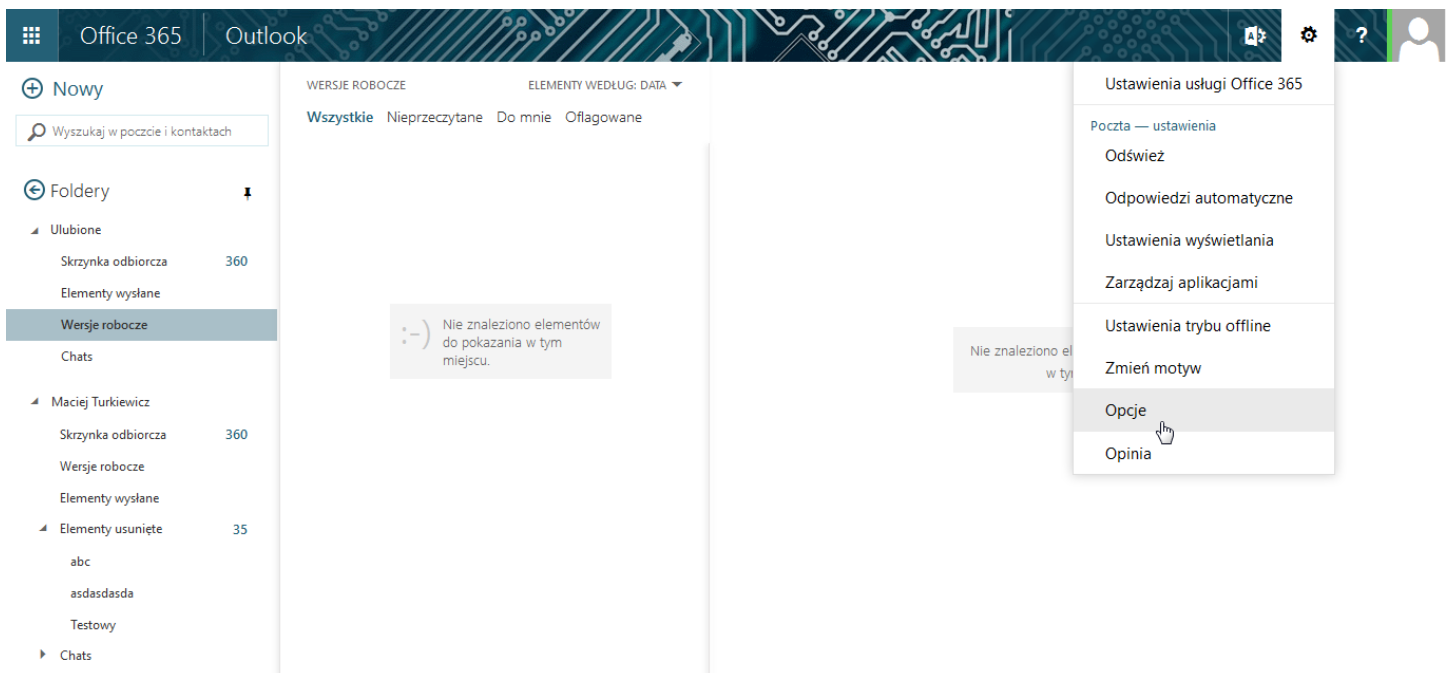 Office 365
Outlook
?
Nowy
Wyszukaj w poczcie i kontaktach
Foldery
Ulubione
Skrzynka odbiorcza 360
Elementy wysłane
Wersje robocze
Chats
Maciej Turkiewicz
Skrzynka odbiorcza 360
Wersje robocze
Elementy wysłane
Elementy usunięte 35
abc
asdasdasda
Testowy
Chats
WERSJE ROBOCZE ELEMENTY WEDŁUG: DATA
Wszystkie Nieprzeczytane Do mnie Oflagowane
:-)
Nie znaleziono elementów
do pokazania w tym
miejscu.
Nie znaleziono el
w ty
Ustawienia usługi Office 365
Poczta — ustawienia
Odśwież
Odpowiedzi automatyczne
Ustawienia wyświetlania
Zarządzaj aplikacjami
Ustawienia trybu offline
Zmień motyw
Opcje
Opinia